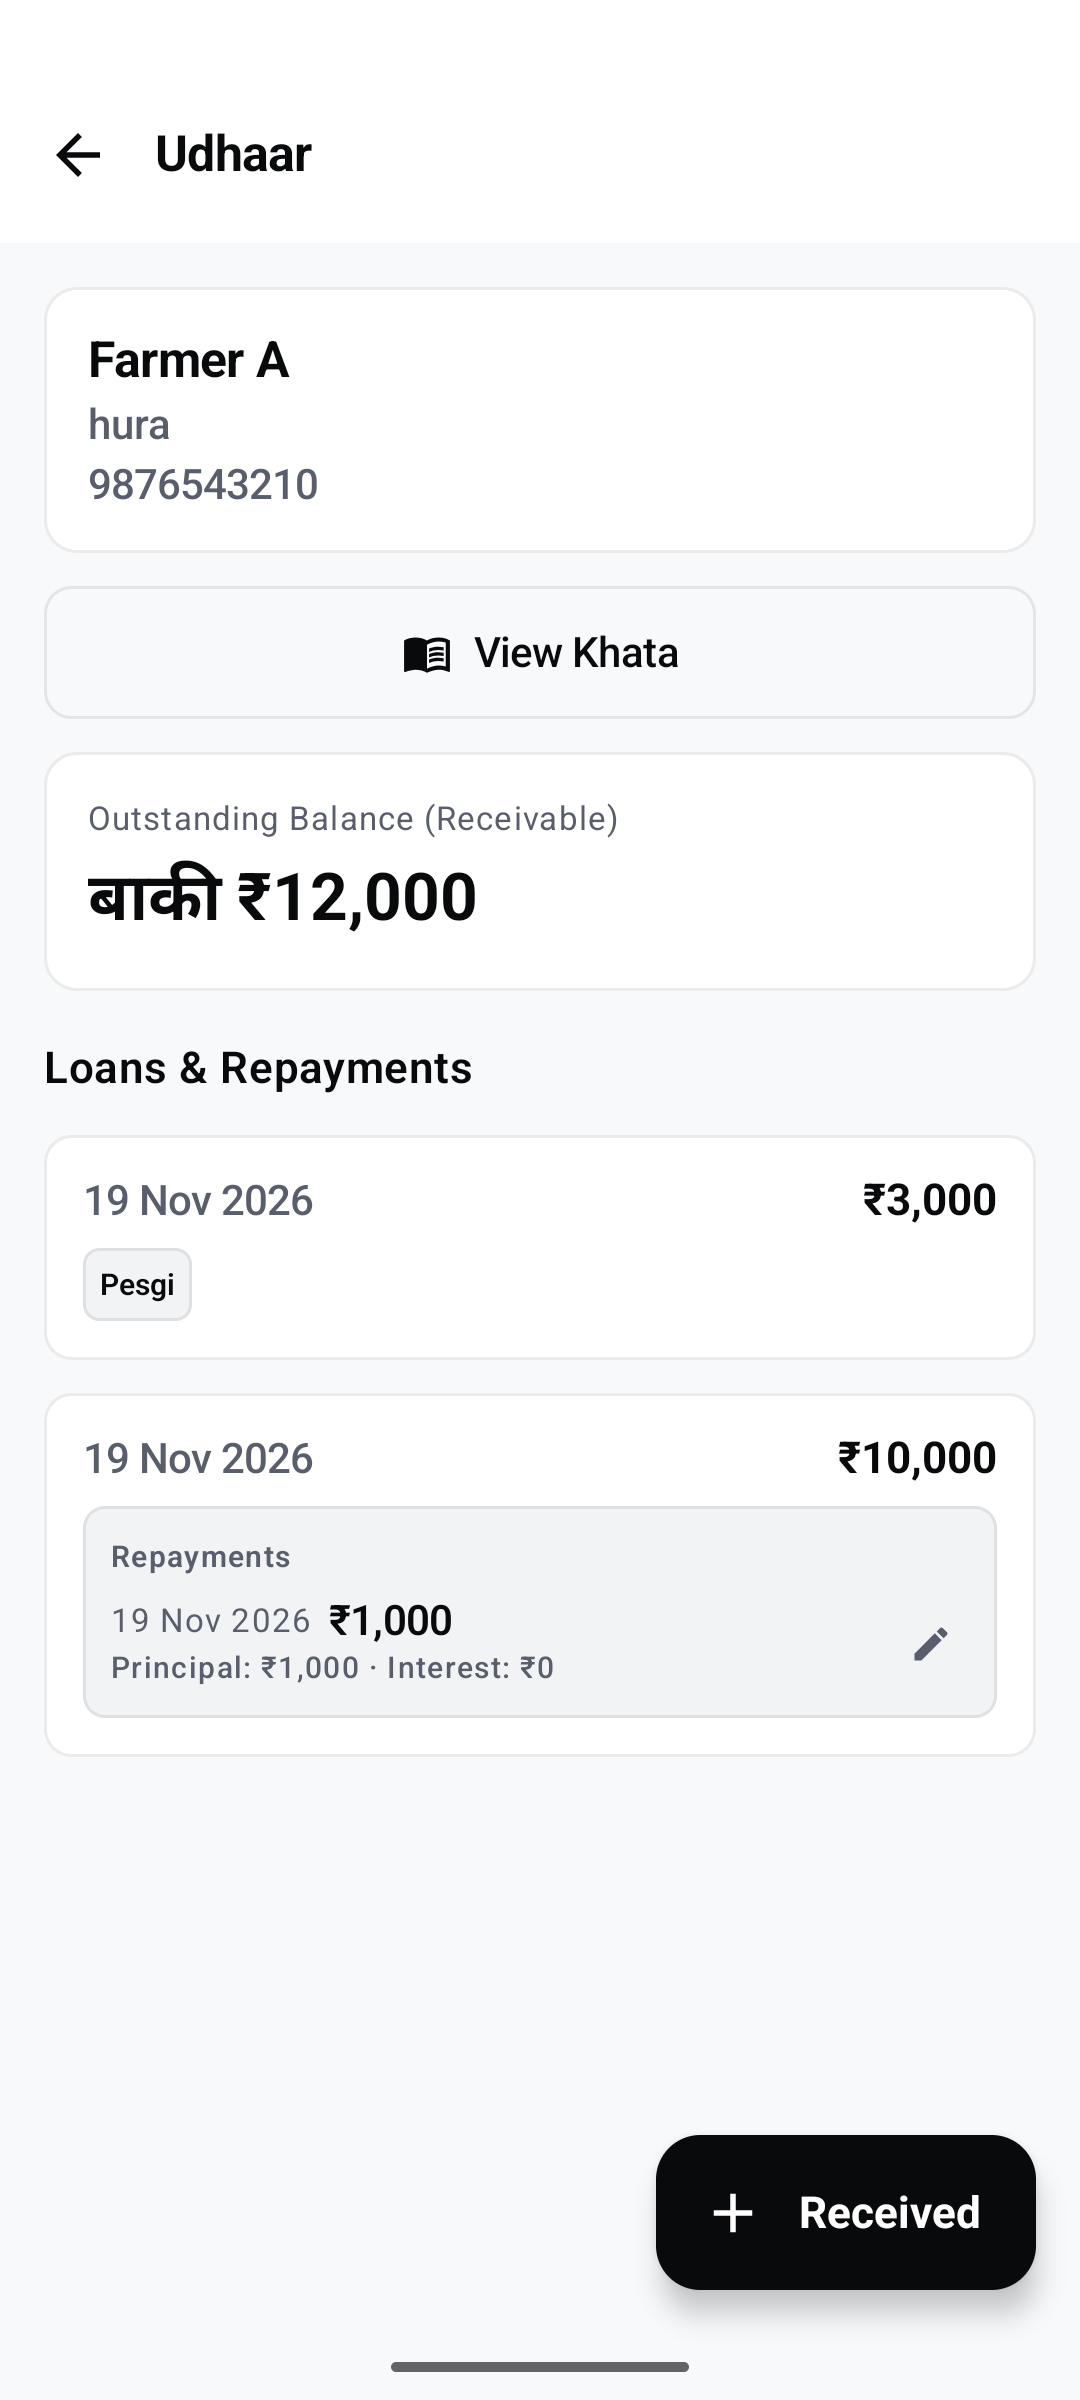 Udhaar
Farmer A
hura
9876543210
View Khata
Outstanding Balance (Receivable)
बाकी ₹12,000
Loans & Repayments
19 Nov 2026 ₹3,000
Pesgi
19 Nov 2026 ₹10,000
Repayments
19 Nov 2026 ₹1,000
Principal: ₹1,000 · Interest: ₹0
+ Received